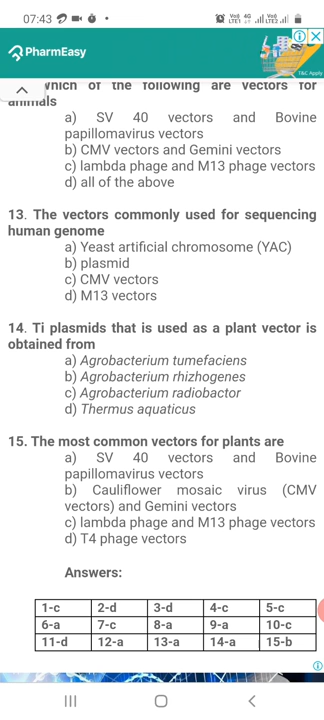 07:43
Vo)) 4G Vo))
LTE1 LTE2
PharmEasy
T&C Apply
Which of the following are vectors for
animals
a) SV 40 vectors and Bovine
papillomavirus vectors
b) CMV vectors and Gemini vectors
c) lambda phage and M13 phage vectors
d) all of the above
13. The vectors commonly used for sequencing
human genome
a) Yeast artificial chromosome (YAC)
b) plasmid
c) CMV vectors
d) M13 vectors
14. Ti plasmids that is used as a plant vector is
obtained from
a) Agrobacterium tumefaciens
b) Agrobacterium rhizhogenes
c) Agrobacterium radiobactor
d) Thermus aquaticus
15. The most common vectors for plants are
a) SV 40 vectors and Bovine
papillomavirus vectors
b) Cauliflower mosaic virus (CMV
vectors) and Gemini vectors
c) lambda phage and M13 phage vectors
d) T4 phage vectors
Answers:
1-c 2-d 3-d 4-c 5-c
6-a 7-c 8-a 9-a 10-c
11-d 12-a 13-a 14-a 15-b